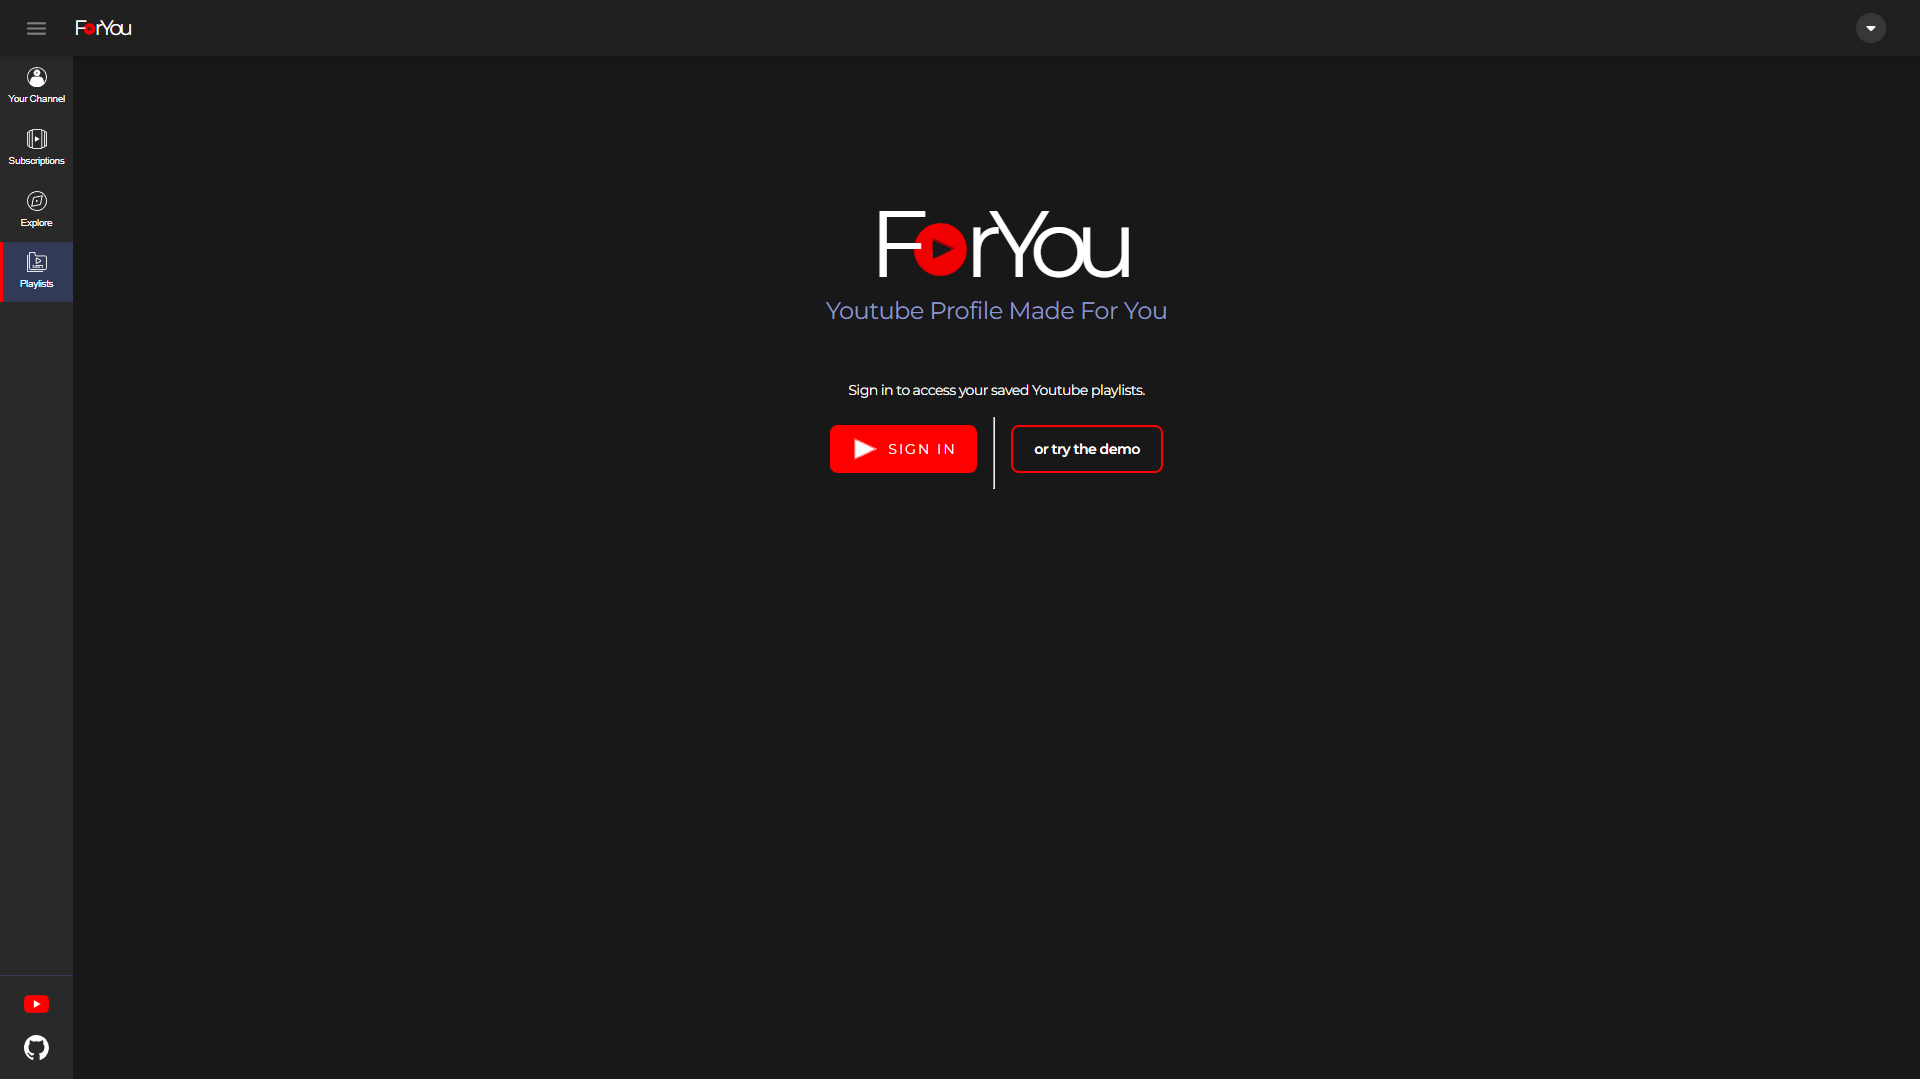 ForYou
Your Channel
Subscriptions
Explore
Playlists
ForYou
Youtube Profile Made For You
Sign in to access your saved Youtube playlists.
SIGN IN
or try the demo